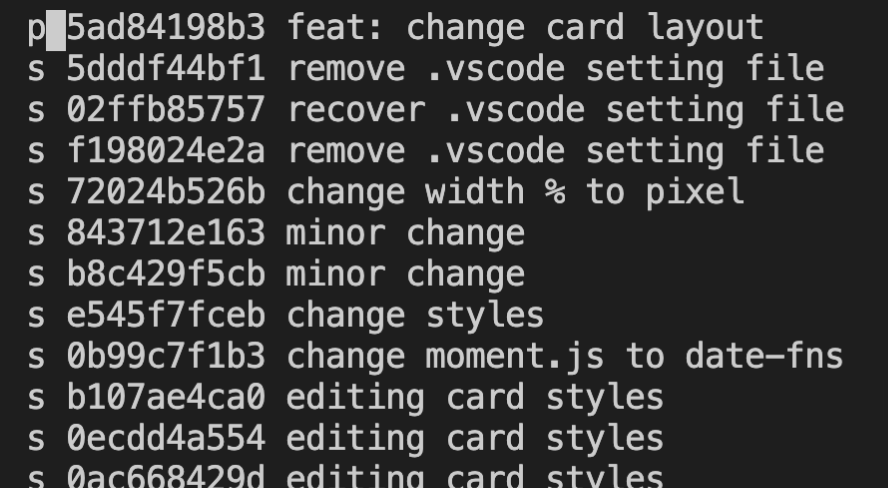 p 5ad84198b3 feat: change card layout
s 5dddf44bf1 remove .vscode setting file
s 02ffb85757 recover .vscode setting file
s f198024e2a remove .vscode setting file
s 72024b526b change width % to pixel
s 843712e163 minor change
s b8c429f5cb minor change
s e545f7fceb change styles
s 0b99c7f1b3 change moment.js to date-fns
s b107ae4ca0 editing card styles
s 0ecdd4a554 editing card styles
s 0ac668429d editing card styles